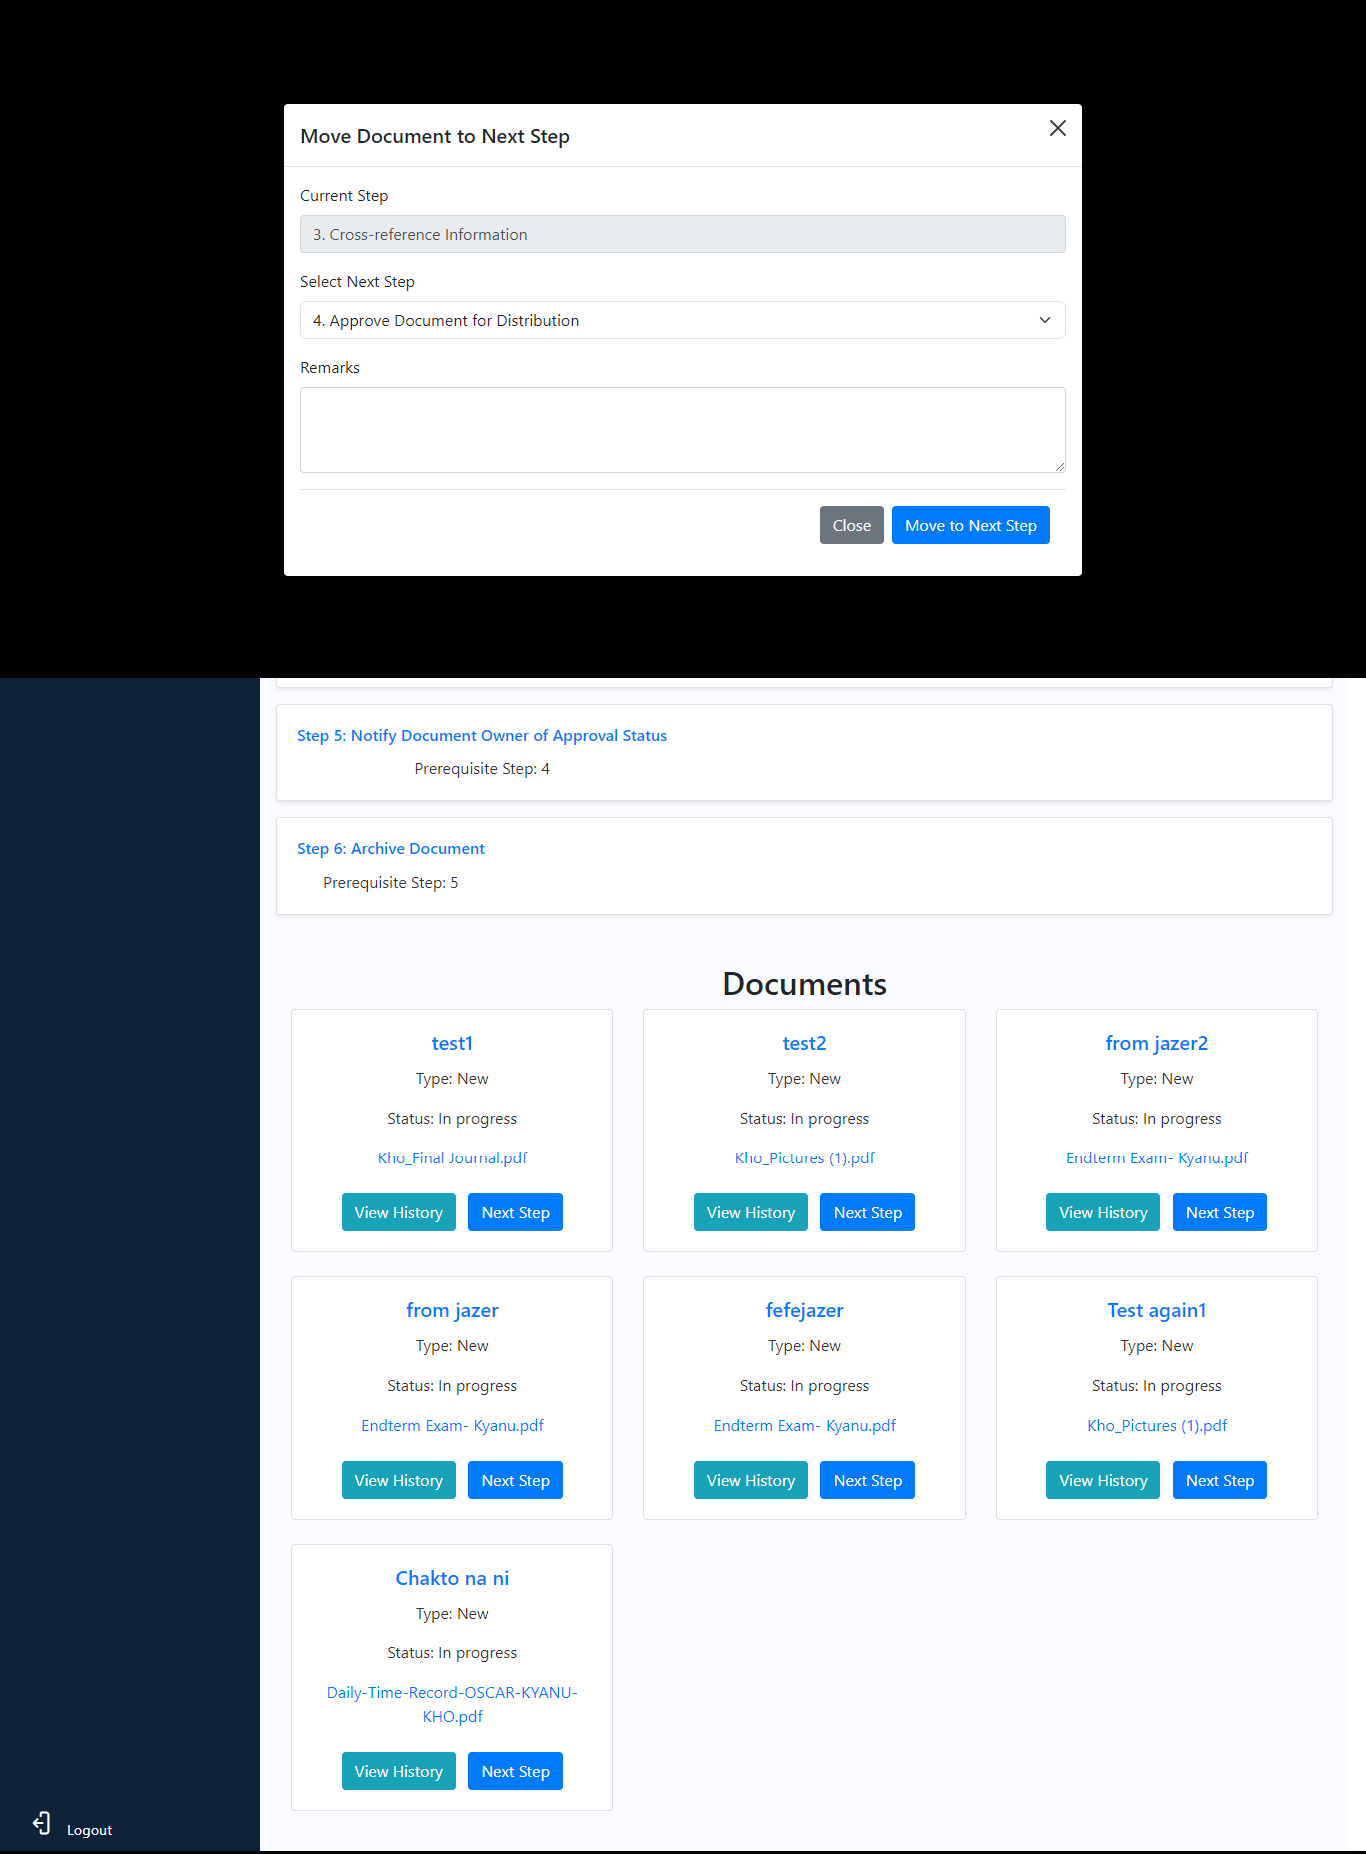 Move Document to Next Step
Current Step
3. Cross-reference Information
Select Next Step
4. Approve Document for Distribution
Remarks
Close
Move to Next Step
Step 5: Notify Document Owner of Approval Status
Prerequisite Step: 4
Step 6: Archive Document
Prerequisite Step: 5
Documents
test1
Type: New
Status: In progress
Kho_Final Journal.pdf
View History
Next Step
test2
Type: New
Status: In progress
Kho_Pictures (1).pdf
View History
Next Step
from jazer2
Type: New
Status: In progress
Endterm Exam- Kyanu.pdf
View History
Next Step
from jazer
Type: New
Status: In progress
Endterm Exam- Kyanu.pdf
View History
Next Step
fefejazer
Type: New
Status: In progress
Endterm Exam- Kyanu.pdf
View History
Next Step
Test again1
Type: New
Status: In progress
Kho_Pictures (1).pdf
View History
Next Step
Chakto na ni
Type: New
Status: In progress
Daily-Time-Record-OSCAR-KYANU-
KHO.pdf
View History
Next Step
Logout